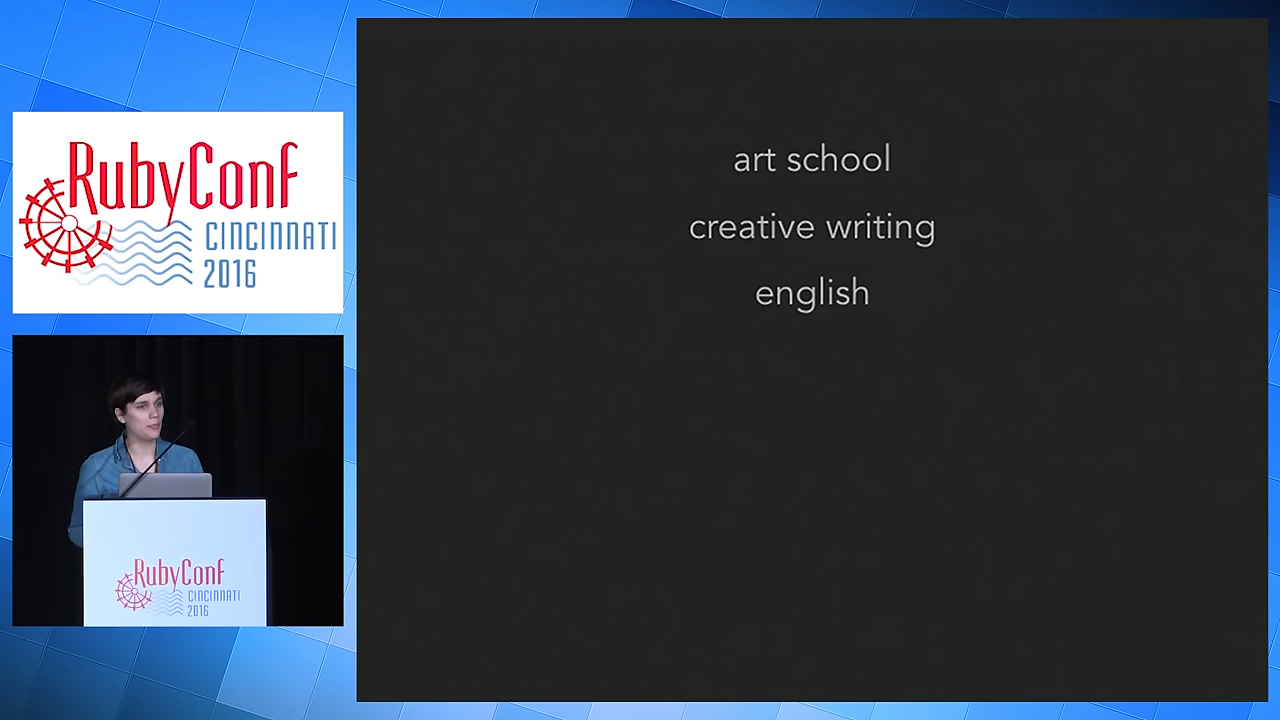 RubyConf
CINCINNATI
2016
art school
creative writing
english
RubyConf
CINCINNATI
2016